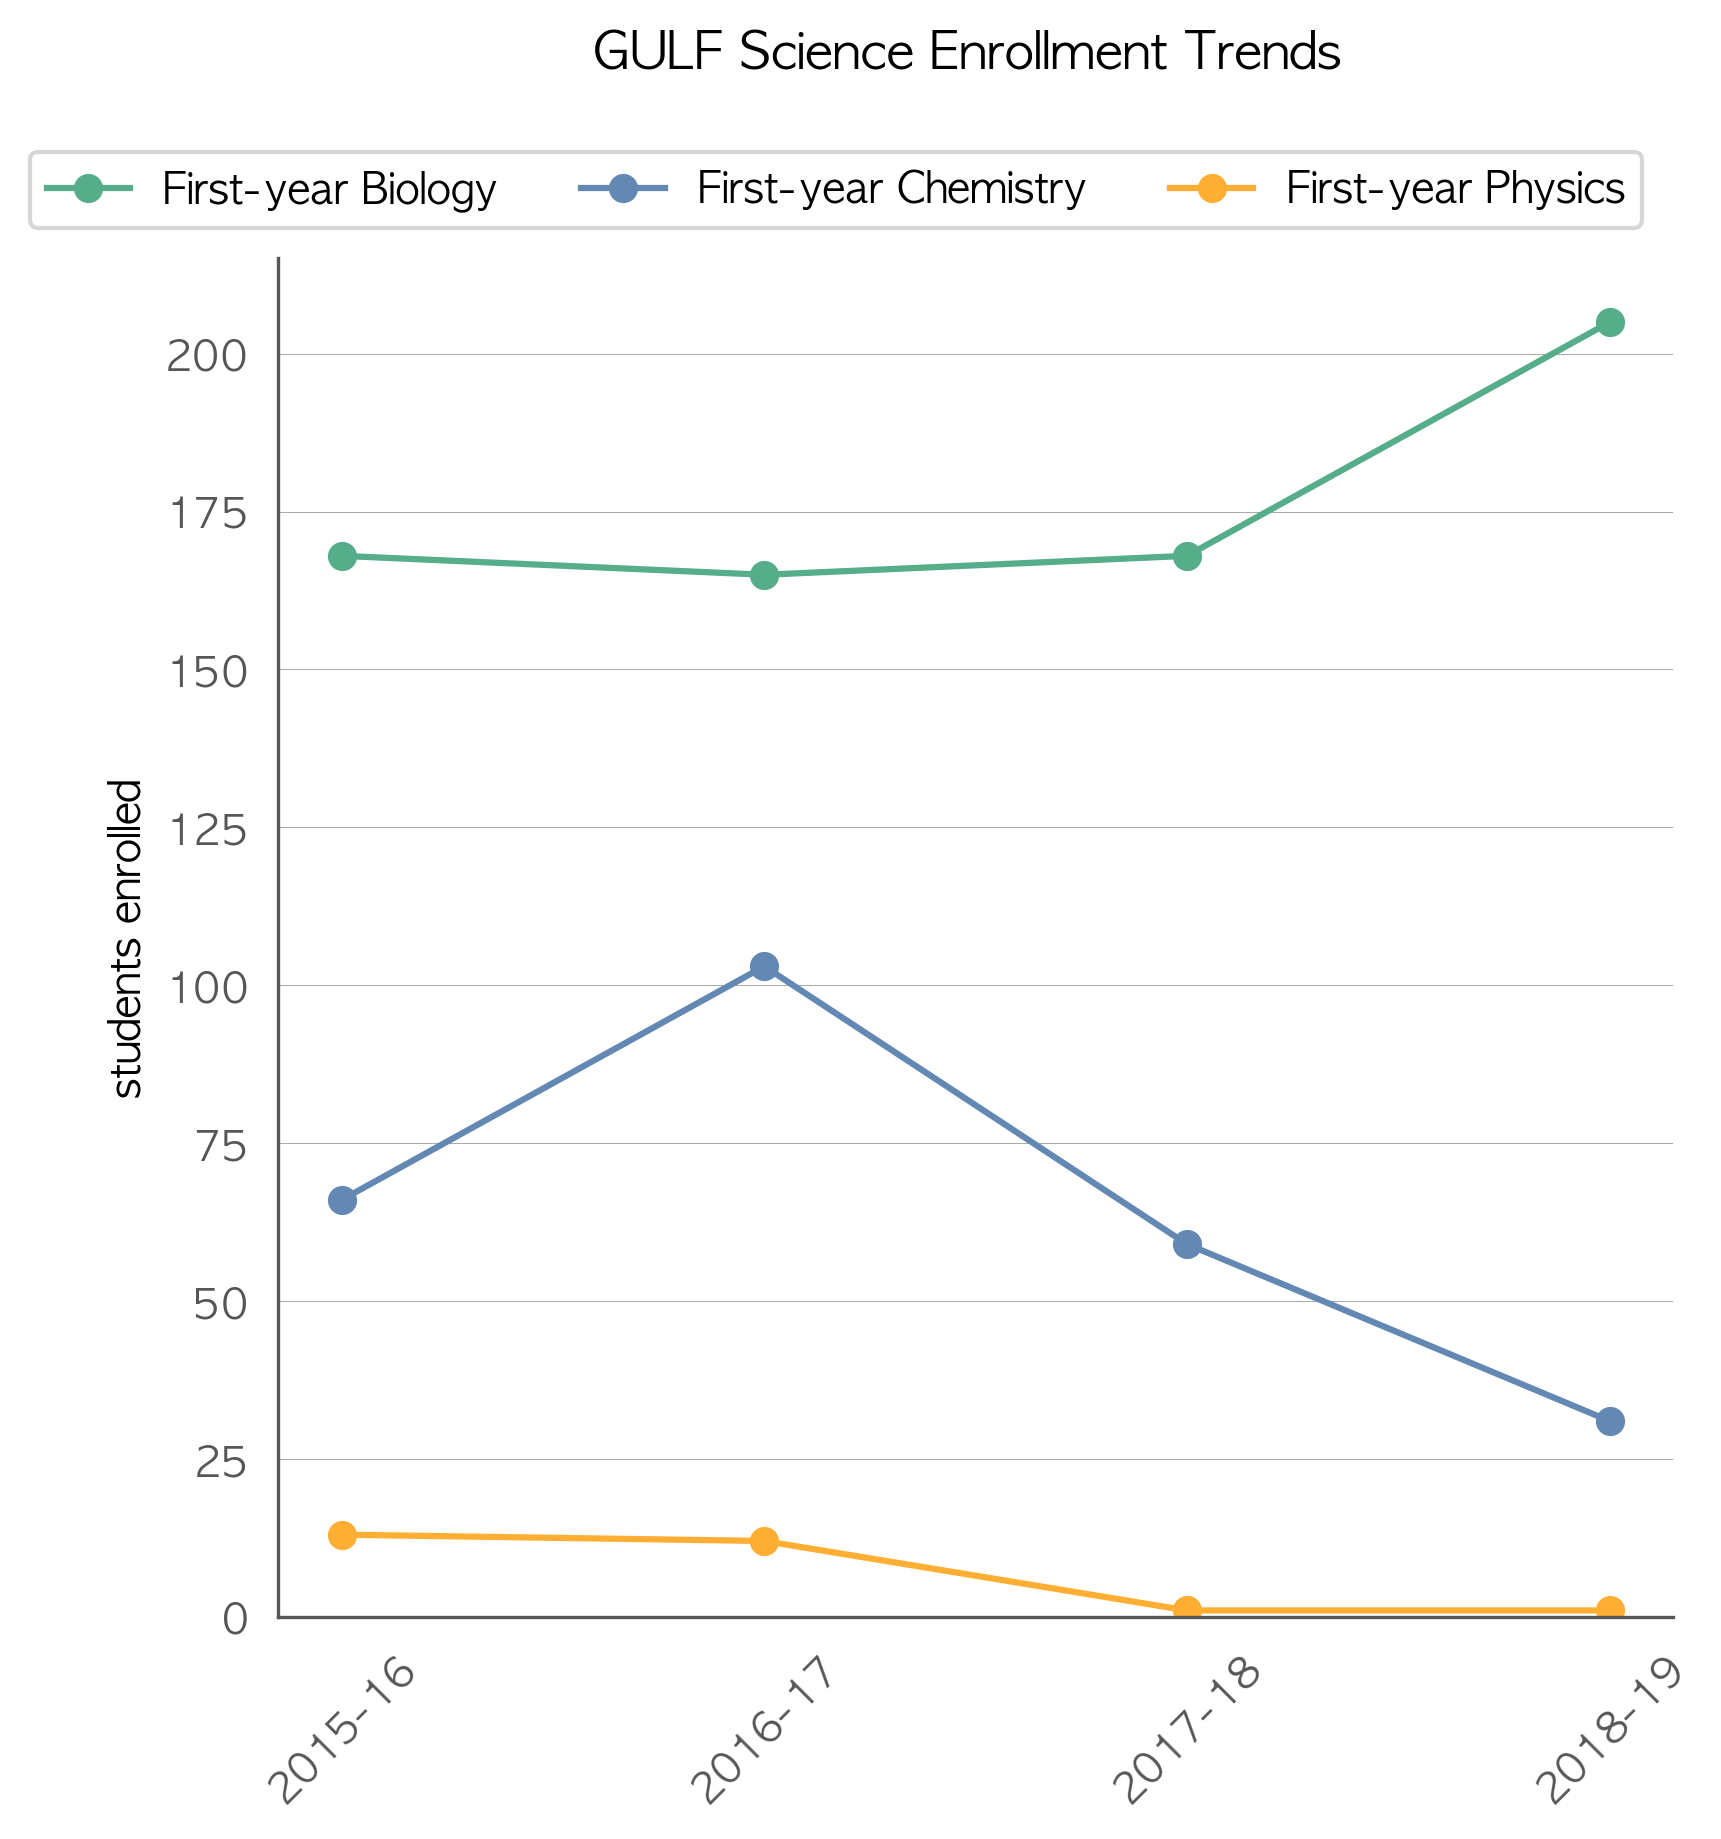 GULF Science Enrollment Trends
First-year Biology First-year Chemistry First-year Physics
200
175
150
125
100
75
50
25
0
students enrolled
2015-16 2016-17 2017-18 2018-19